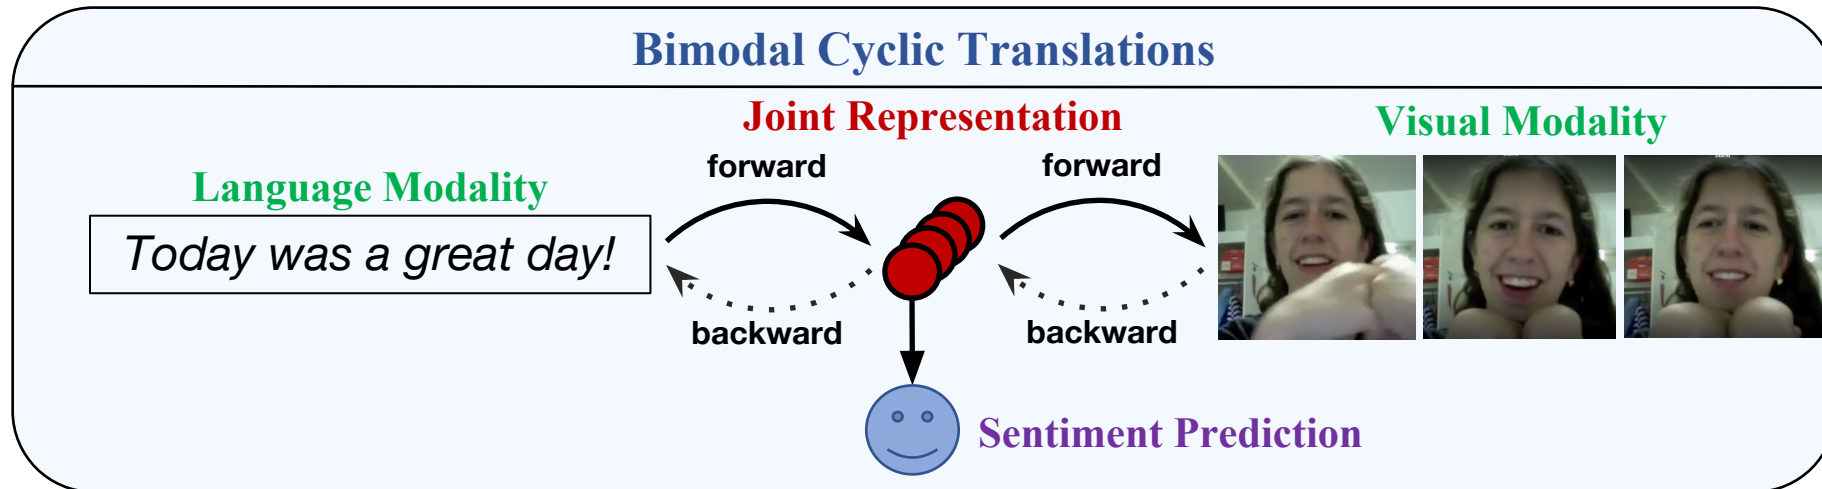 Bimodal Cyclic Translations
Joint Representation
Visual Modality
forward
forward
Language Modality
Today was a great day!
backward
backward
Sentiment Prediction